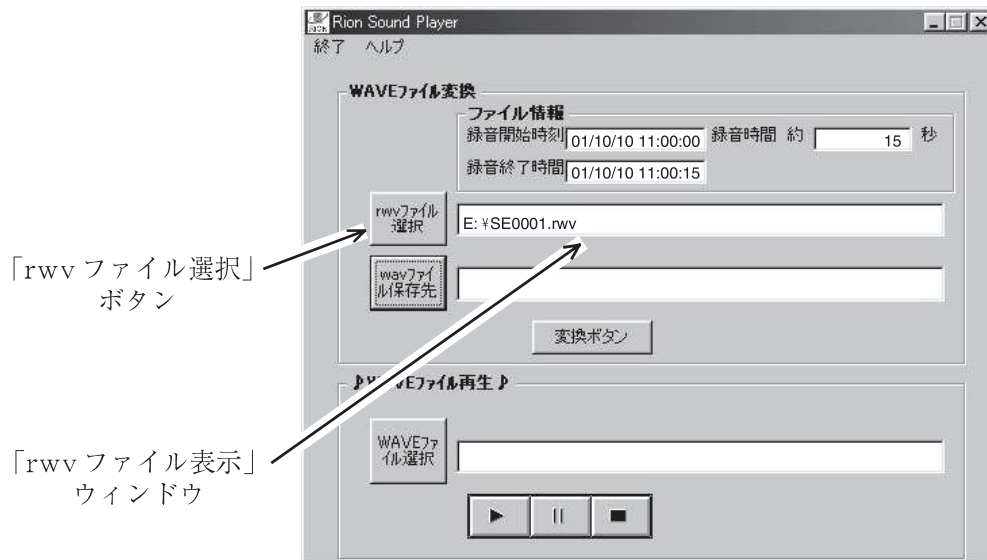 Rion Sound Player
終了 ヘルプ
WAVEファイル変換
ファイル情報
録音開始時刻 01/10/10 11:00:00 録音時間 約 15 秒
録音終了時間 01/10/10 11:00:15
rwvファイル
選択
E: ¥SE0001.rwv
「rwv ファイル選択」
ボタン
wavファイ
ル保存先
変換ボタン
♪WAVEファイル再生♪
WAVEファ
イル選択
「rwv ファイル表示」
ウィンドウ